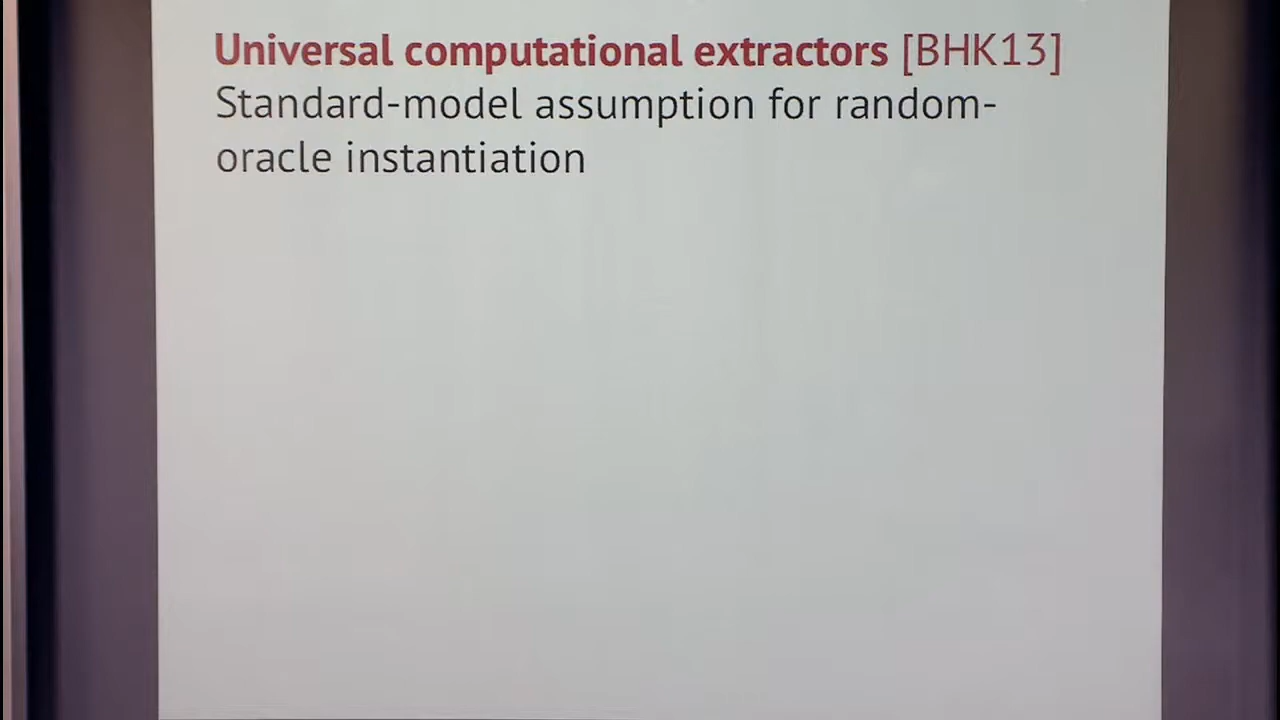 Universal computational extractors [BHK13]
Standard-model assumption for random-
oracle instantiation